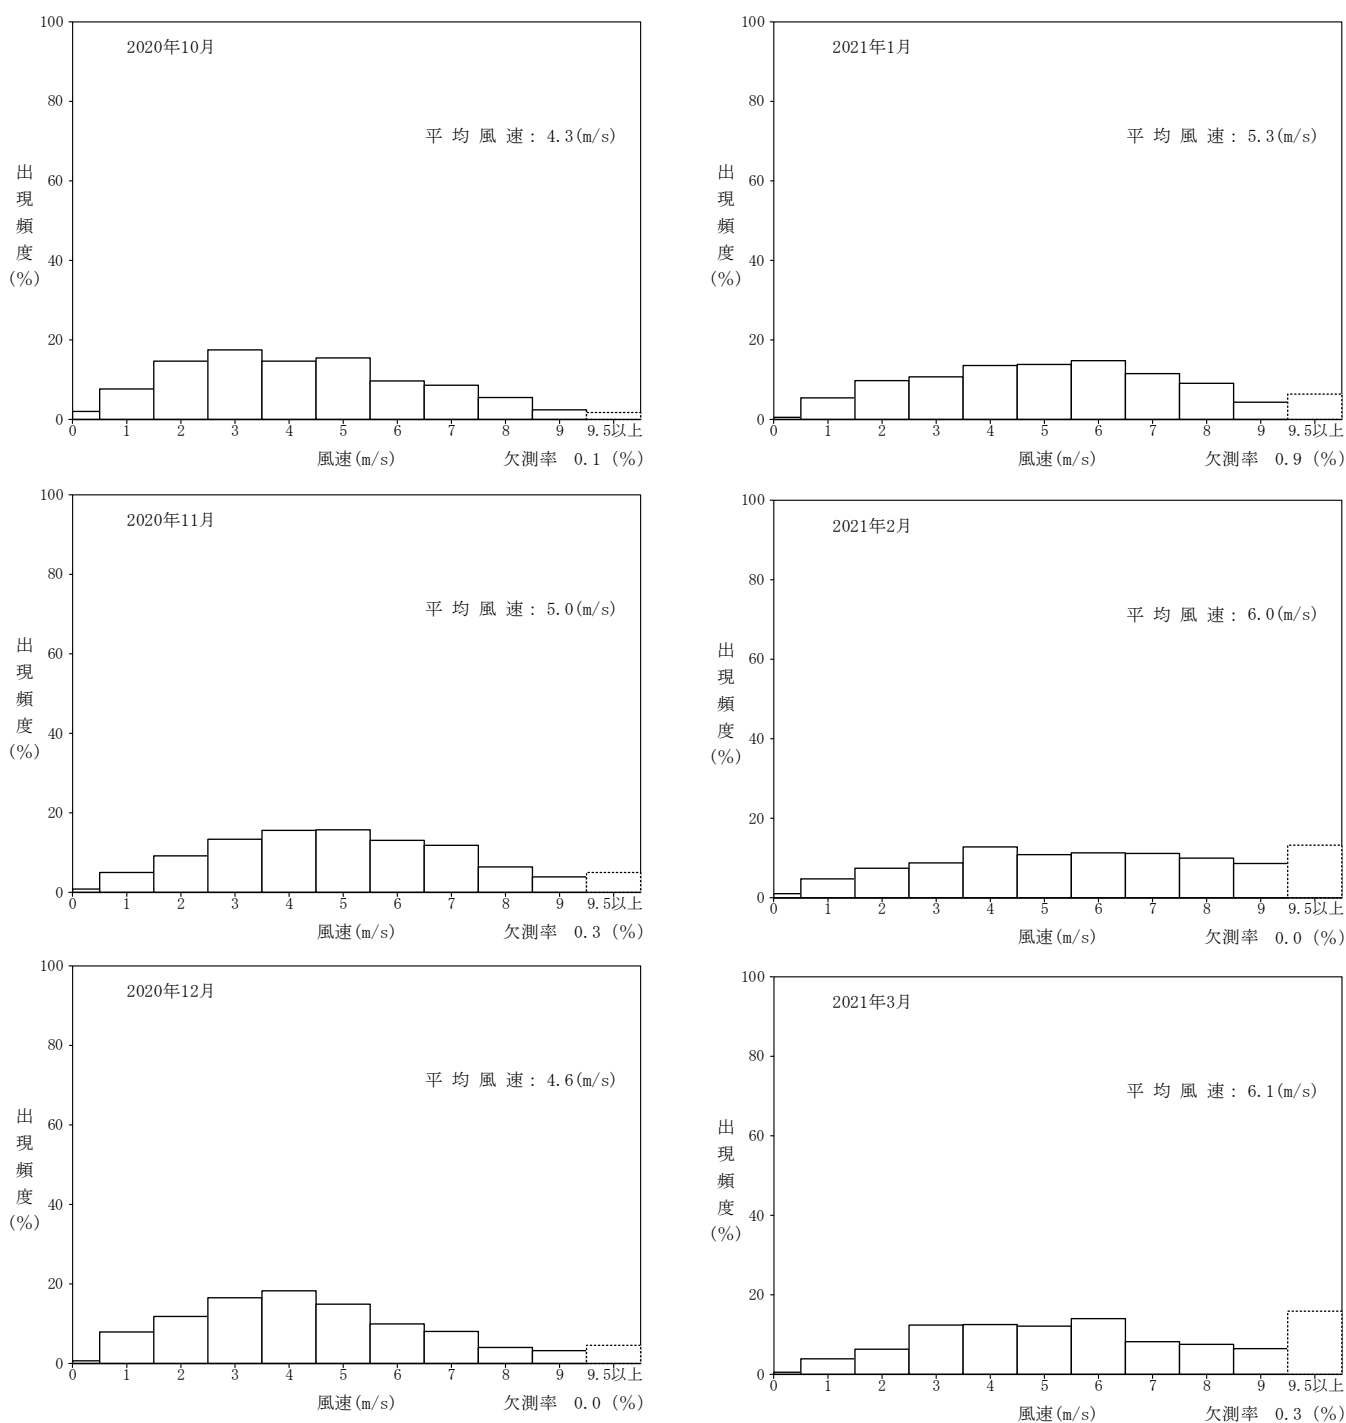 100
2020年10月
80
平均風速: 4.3(m/s)
60
出現頻度(%)
40
20
0
0 1 2 3 4 5 6 7 8 9 9.5以上
風速(m/s) 欠測率 0.1 (%)
100
2020年11月
80
平均風速: 5.0(m/s)
60
出現頻度(%)
40
20
0
0 1 2 3 4 5 6 7 8 9 9.5以上
風速(m/s) 欠測率 0.3 (%)
100
2020年12月
80
平均風速: 4.6(m/s)
60
出現頻度(%)
40
20
0
0 1 2 3 4 5 6 7 8 9 9.5以上
風速(m/s) 欠測率 0.0 (%)
100
2021年1月
80
平均風速: 5.3(m/s)
60
出現頻度(%)
40
20
0
0 1 2 3 4 5 6 7 8 9 9.5以上
風速(m/s) 欠測率 0.9 (%)
100
2021年2月
80
平均風速: 6.0(m/s)
60
出現頻度(%)
40
20
0
0 1 2 3 4 5 6 7 8 9 9.5以上
風速(m/s) 欠測率 0.0 (%)
100
2021年3月
80
平均風速: 6.1(m/s)
60
出現頻度(%)
40
20
0
0 1 2 3 4 5 6 7 8 9 9.5以上
風速(m/s) 欠測率 0.3 (%)